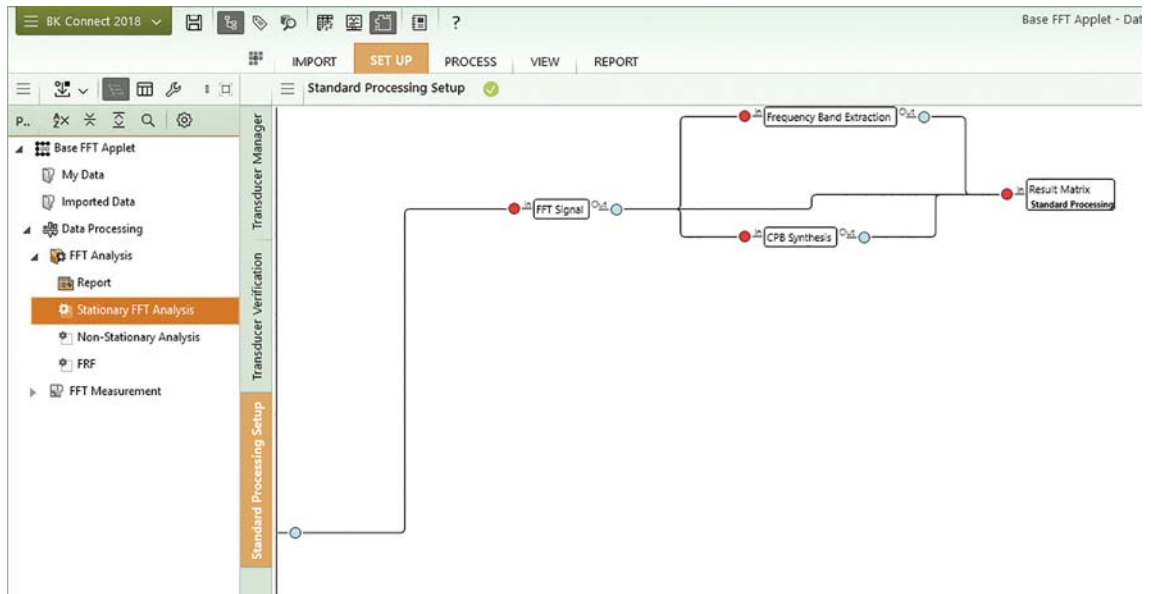 BK Connect 2018
?
Base FFT Applet - Dat
IMPORT
SET UP
PROCESS
VIEW
REPORT
Standard Processing Setup
P..
Base FFT Applet
My Data
Imported Data
Data Processing
FFT Analysis
Report
Stationary FFT Analysis
Non-Stationary Analysis
FRF
FFT Measurement
Transducer Manager
Transducer Verification
Standard Processing Setup
In
FFT Signal
Out
In
Frequency Band Extraction
Out
In
CPB Synthesis
Out
In
Result Matrix
Standard Processing